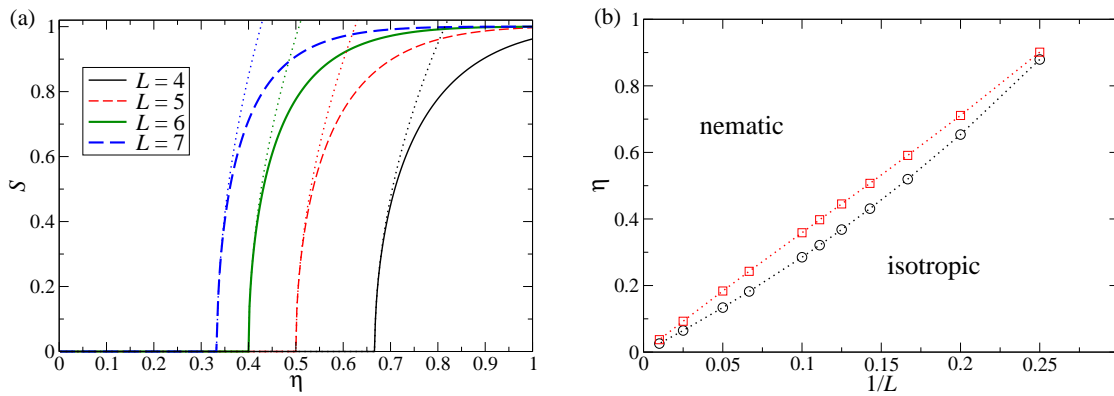 (a)
1
0.8
0.6
0.4
0.2
0
S
L = 4
L = 5
L = 6
L = 7
0 0.1 0.2 0.3 0.4 0.5 0.6 0.7 0.8 0.9 1
η
(b)
1
0.8
0.6
0.4
0.2
0
η
nematic
isotropic
0 0.05 0.1 0.15 0.2 0.25
1/L